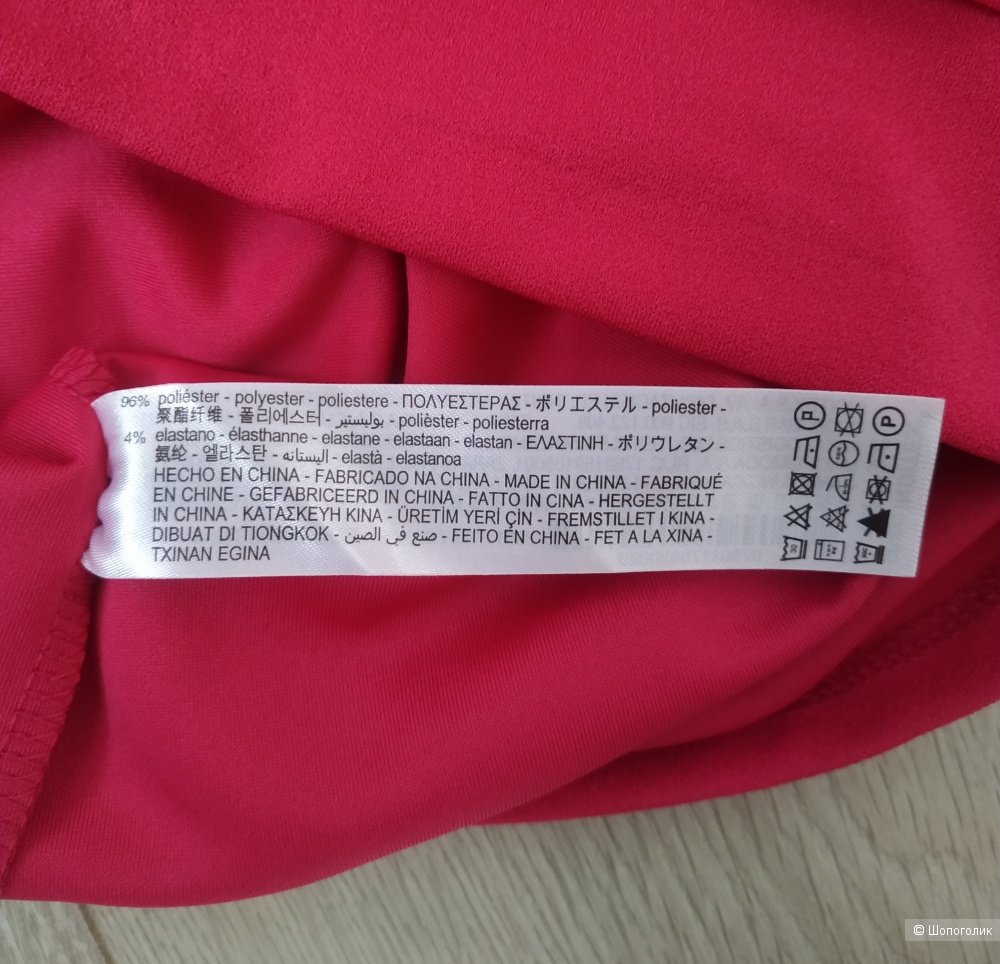 96% poliéster - polyester - poliestere - ΠΟΛΥΕΣΤΕΡΑΣ - ポリエステル - poliester -
聚酯纤维 - 폴리에스터 - بوليستير - polièster - poliesterra
4% elastano - élasthanne - elastane - elastaan - elastan - ΕΛΑΣΤΙΝΗ - ポリウレタン -
氨纶 - 엘라스탄 - اليستانه - elastà - elastanoa
HECHO EN CHINA - FABRICADO NA CHINA - MADE IN CHINA - FABRIQUÉ
EN CHINE - GEFABRICEERD IN CHINA - FATTO IN CINA - HERGESTELLT
IN CHINA - ΚΑΤΑΣΚΕΥΗ ΚΙΝΑ - ÜRETİM YERİ ÇİN - FREMSTILLET I KINA -
DIBUAT DI TIONGKOK - صنع في الصين - FEITO EN CHINA - FET A LA XINA -
TXINAN EGINA
P P
30
© Шопоголик